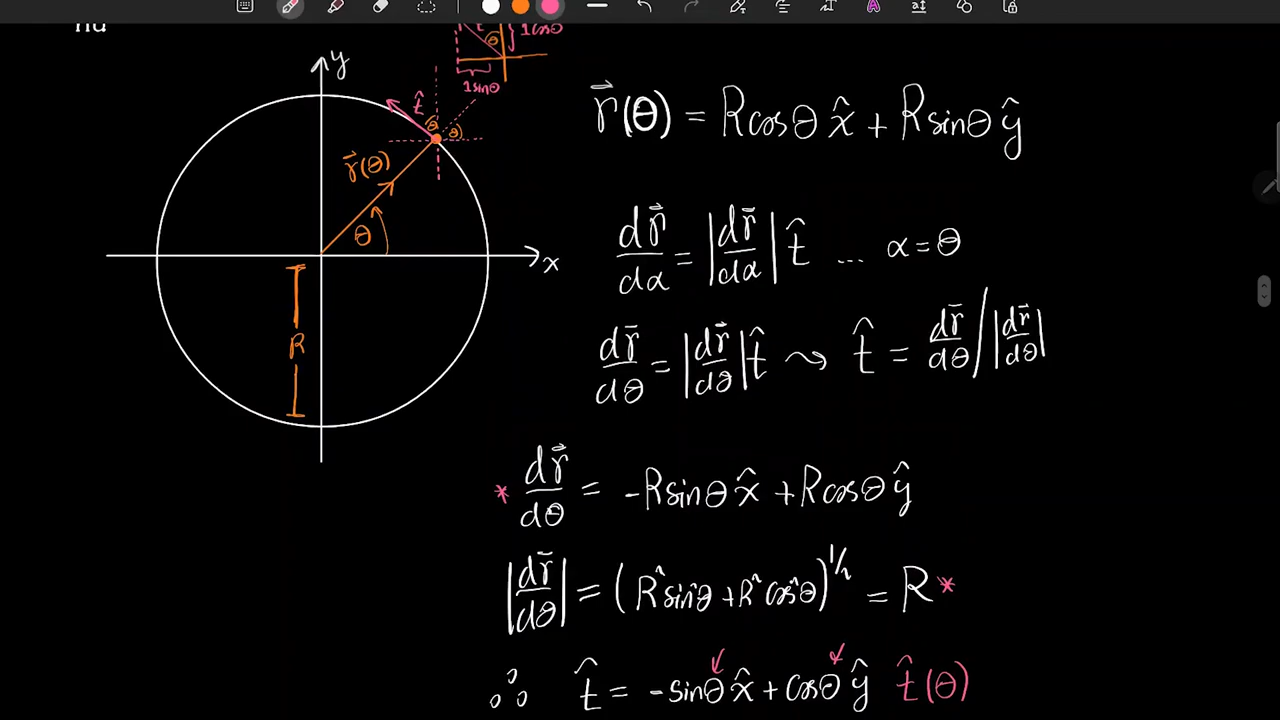 nd
1cosθ
θ
1sinθ
y
t̂
θ θ
r⃗(θ)
θ
x
R
r⃗(θ) = Rcosθ x̂ + Rsinθ ŷ
dr⃗/dα = |dr⃗/dα| t̂ ... α = θ
dr⃗/dθ = |dr⃗/dθ| t̂ ⇝ t̂ = dr⃗/dθ / |dr⃗/dθ|
* dr⃗/dθ = -Rsinθ x̂ + Rcosθ ŷ
|dr⃗/dθ| = (R²sin²θ + R²cos²θ)^1/2 = R *
∴ t̂ = -sinθ x̂ + cosθ ŷ t̂(θ)